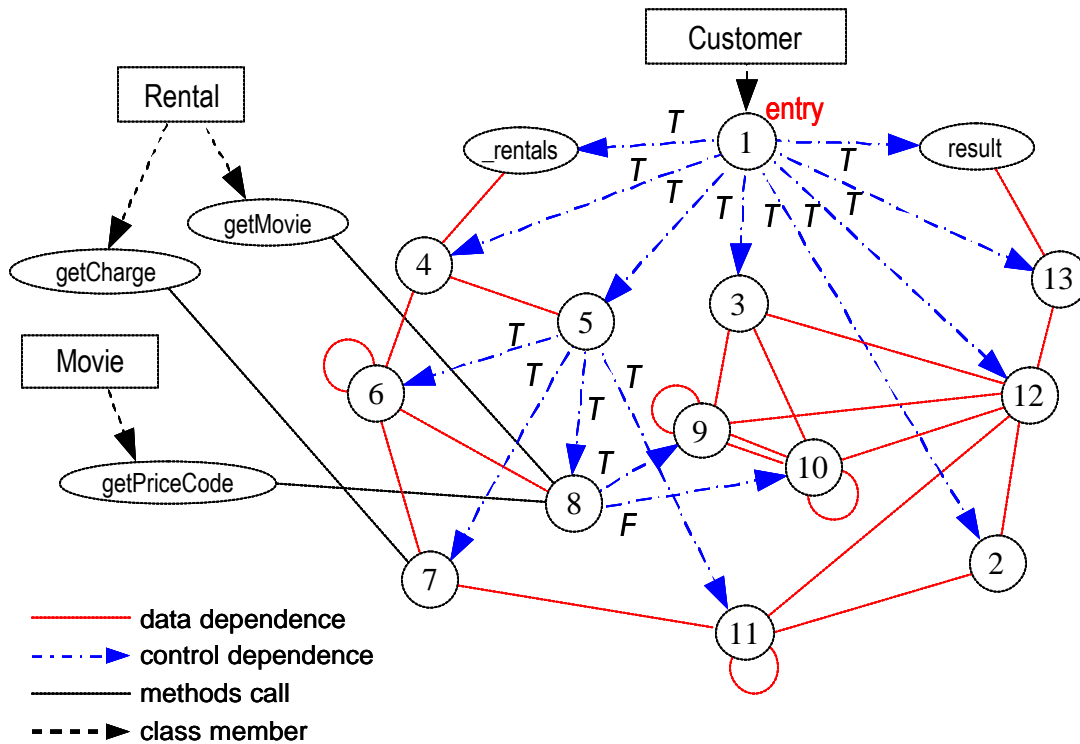 Customer
Rental
entry
T
1
_rentals
result
T
T
T
T
T
T
T
getMovie
4
getCharge
13
3
5
Movie
T
T
T
T
6
12
9
10
getPriceCode
T
8
F
2
7
11
data dependence
control dependence
methods call
class member